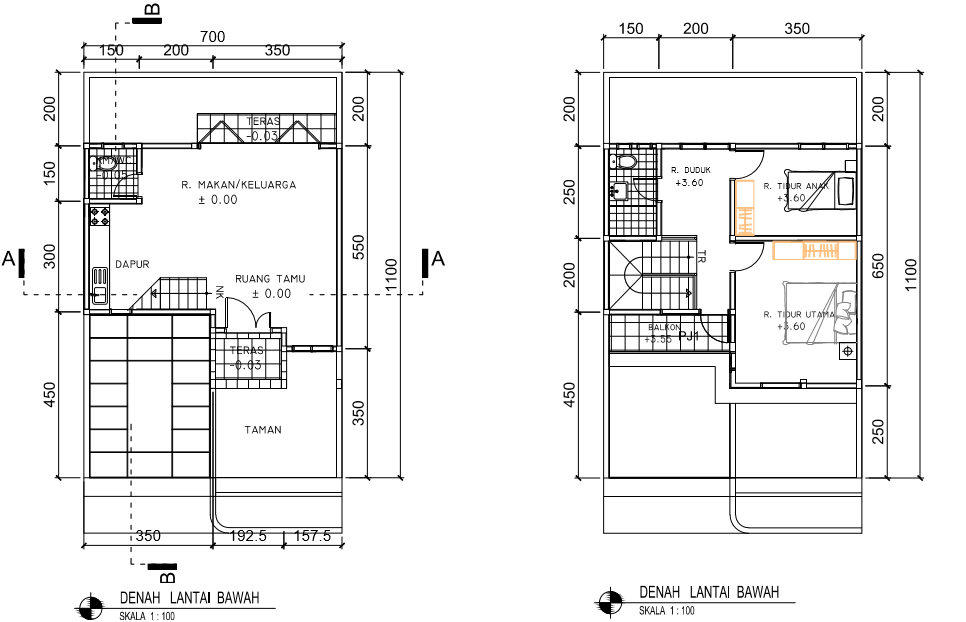 B
700
150 200 350
200
150
300
450
200
550
350
1100
TERAS
-0.03
KM/WC
-0.05
R. MAKAN/KELUARGA
± 0.00
A
A
DAPUR
RUANG TAMU
± 0.00
NK
TERAS
-0.03
TAMAN
350 192.5 157.5
B
DENAH LANTAI BAWAH
SKALA 1 : 100
150 200 350
200
250
200
450
200
650
250
1100
R. DUDUK
+3.60
R. TIDUR ANAK
+3.60
TR
R. TIDUR UTAMA
+3.60
BALKON
+3.55
PJ1
DENAH LANTAI BAWAH
SKALA 1 : 100